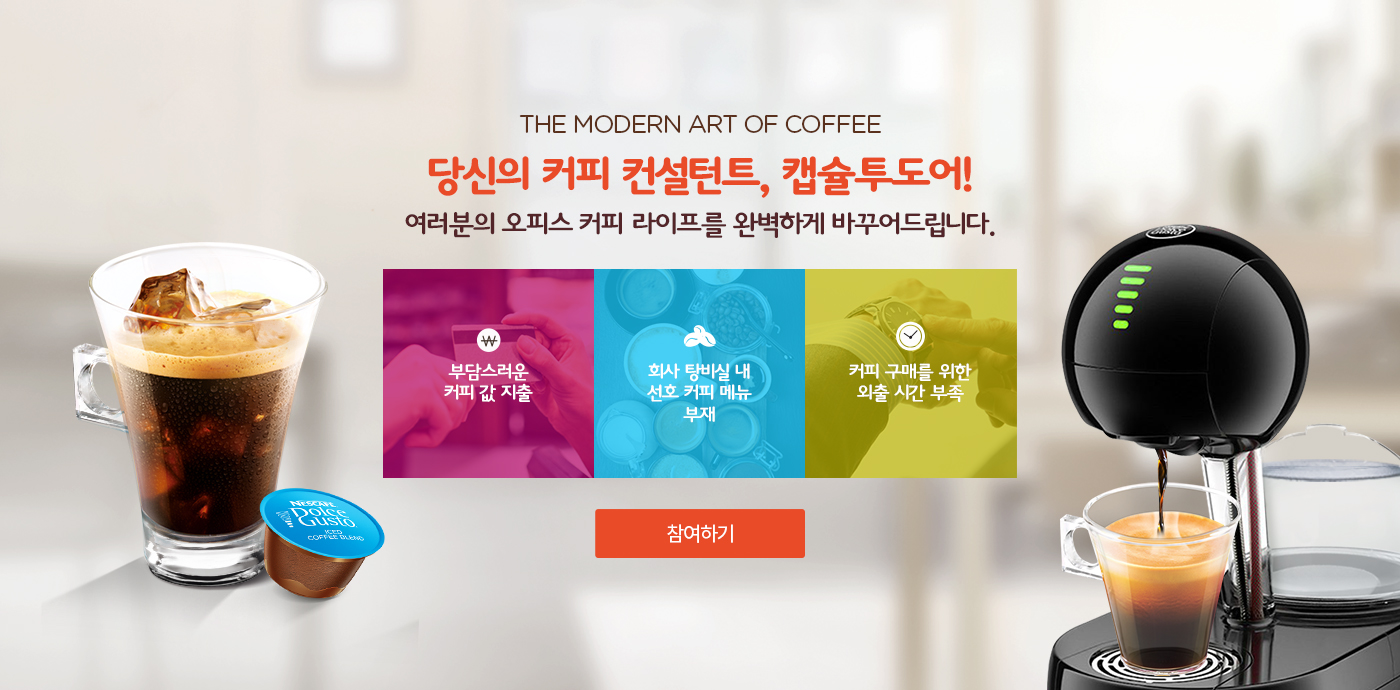 THE MODERN ART OF COFFEE
당신의 커피 컨설턴트, 캡슐투도어!
여러분의 오피스 커피 라이프를 완벽하게 바꾸어드립니다.
부담스러운
커피 값 지출
회사 탕비실 내
선호 커피 메뉴
부재
커피 구매를 위한
외출 시간 부족
참여하기
NESCAFÉ
Dolce
Gusto
ICED
COFFEE BLEND